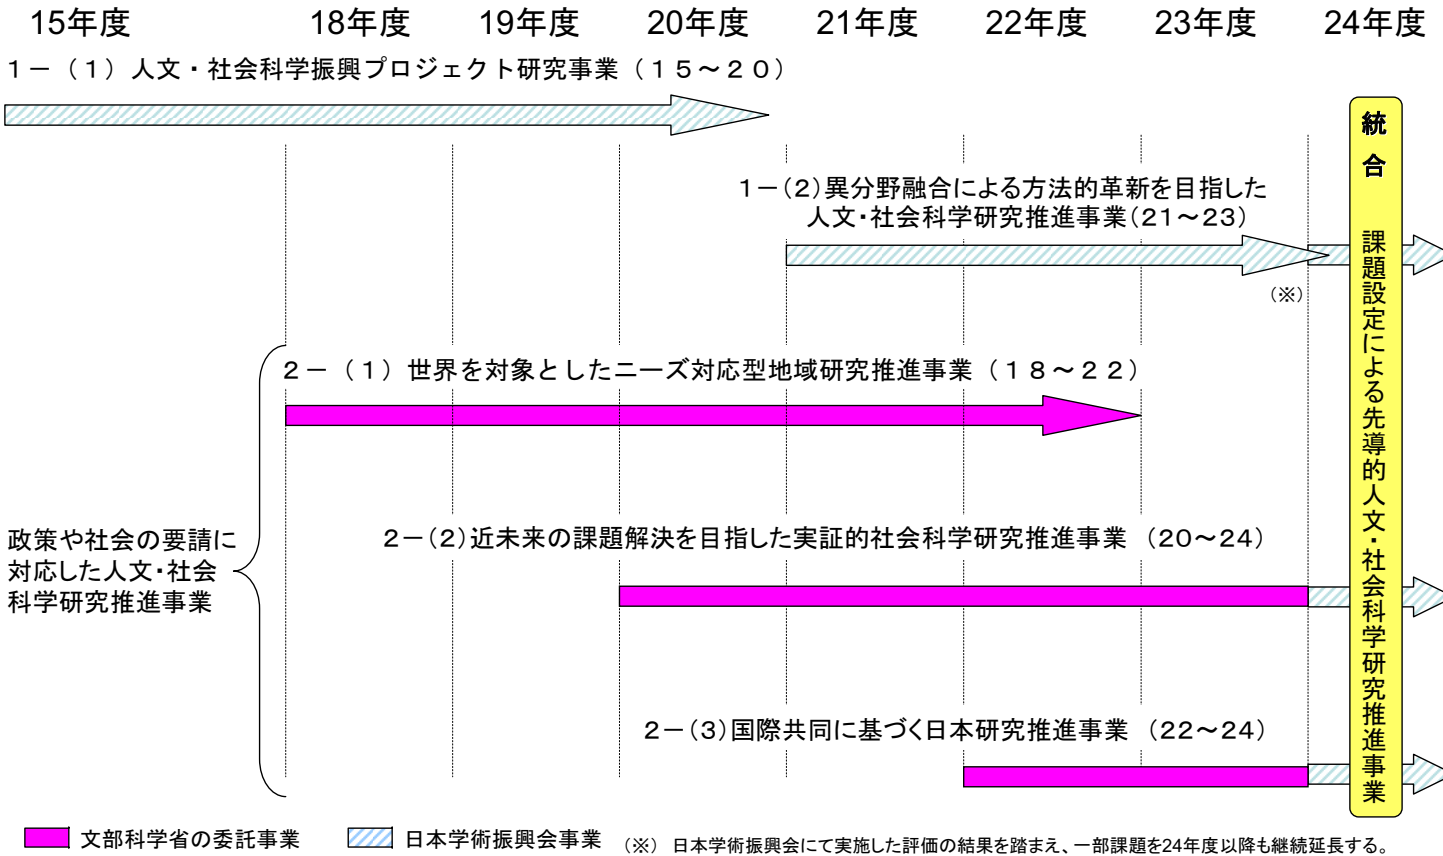 15年度 18年度 19年度 20年度 21年度 22年度 23年度 24年度
1－（1）人文・社会科学振興プロジェクト研究事業（15～20）
1－(2)異分野融合による方法的革新を目指した
人文・社会科学研究推進事業(21～23)
（※）
2－（1）世界を対象としたニーズ対応型地域研究推進事業（18～22）
政策や社会の要請に
対応した人文・社会
科学研究推進事業
2－(2)近未来の課題解決を目指した実証的社会科学研究推進事業 （20～24）
2－(3)国際共同に基づく日本研究推進事業 （22～24）
統合 課題設定による先導的人文・社会科学研究推進事業
文部科学省の委託事業 日本学術振興会事業 （※） 日本学術振興会にて実施した評価の結果を踏まえ、一部課題を24年度以降も継続延長する。